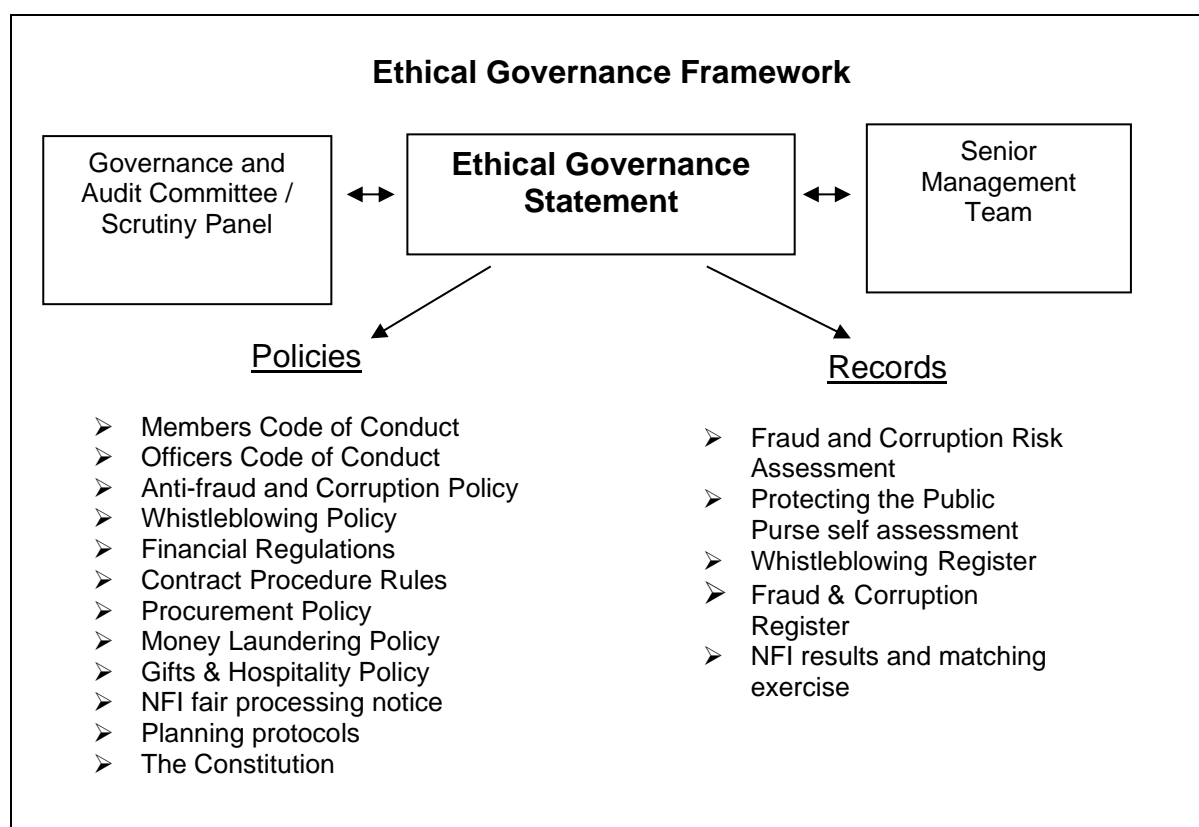 Ethical Governance Framework
Governance and
Audit Committee /
Scrutiny Panel
Ethical Governance
Statement
Senior
Management
Team
Policies
➢ Members Code of Conduct
➢ Officers Code of Conduct
➢ Anti-fraud and Corruption Policy
➢ Whistleblowing Policy
➢ Financial Regulations
➢ Contract Procedure Rules
➢ Procurement Policy
➢ Money Laundering Policy
➢ Gifts & Hospitality Policy
➢ NFI fair processing notice
➢ Planning protocols
➢ The Constitution
Records
➢ Fraud and Corruption Risk
Assessment
➢ Protecting the Public
Purse self assessment
➢ Whistleblowing Register
➢ Fraud & Corruption
Register
➢ NFI results and matching
exercise